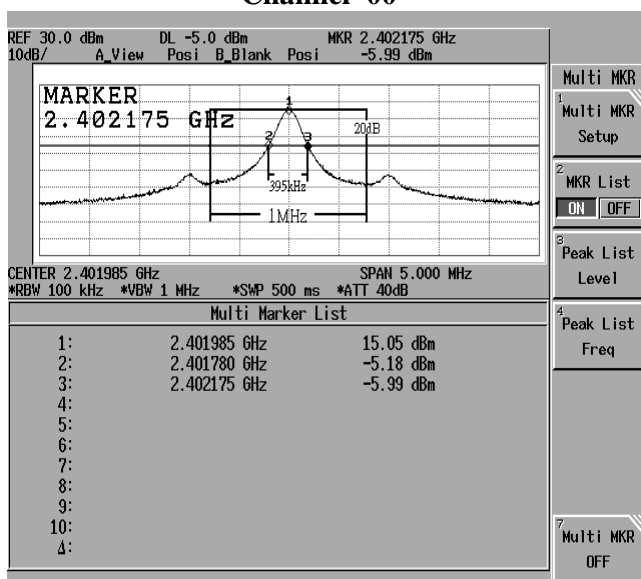 Channel 00
REF 30.0 dBm DL -5.0 dBm MKR 2.402175 GHz
10dB/ A_View Posi B_Blank Posi -5.99 dBm
MARKER
2.402175 GHz
1
2
3
20dB
395kHz
1MHz
CENTER 2.401985 GHz SPAN 5.000 MHz
*RBW 100 kHz *VBW 1 MHz *SWP 500 ms *ATT 40dB
Multi Marker List
1: 2.401985 GHz 15.05 dBm
2: 2.401780 GHz -5.18 dBm
3: 2.402175 GHz -5.99 dBm
4:
5:
6:
7:
8:
9:
10:
Δ:
Multi MKR
1
Multi MKR
Setup
2
MKR List
ON OFF
3
Peak List
Level
4
Peak List
Freq
7
Multi MKR
OFF